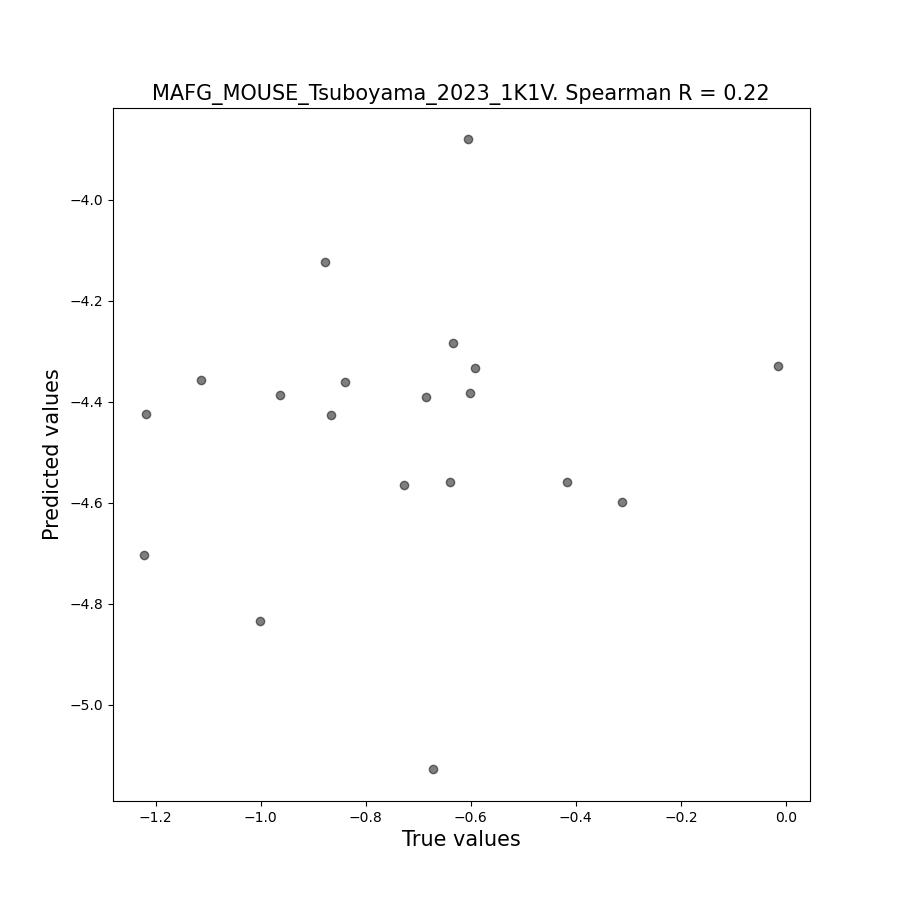 MAFG_MOUSE_Tsuboyama_2023_1K1V. Spearman R = 0.22
−4.0
−4.2
−4.4
−4.6
−4.8
−5.0
Predicted values
−1.2 −1.0 −0.8 −0.6 −0.4 −0.2 0.0
True values